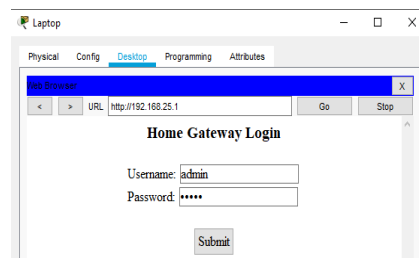 Laptop
Physical Config Desktop Programming Attributes
Web Browser X
< > URL http://192.168.25.1 Go Stop
Home Gateway Login
Username: admin
Password: •••••
Submit